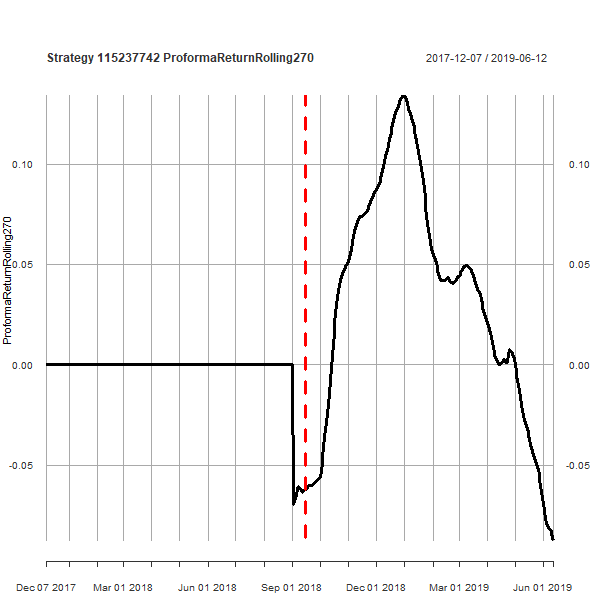 Strategy 115237742 ProformaReturnRolling270
2017-12-07 / 2019-06-12
ProformaReturnRolling270
0.10
0.05
0.00
-0.05
0.10
0.05
0.00
-0.05
Dec 07 2017
Mar 01 2018
Jun 01 2018
Sep 01 2018
Dec 01 2018
Mar 01 2019
Jun 01 2019